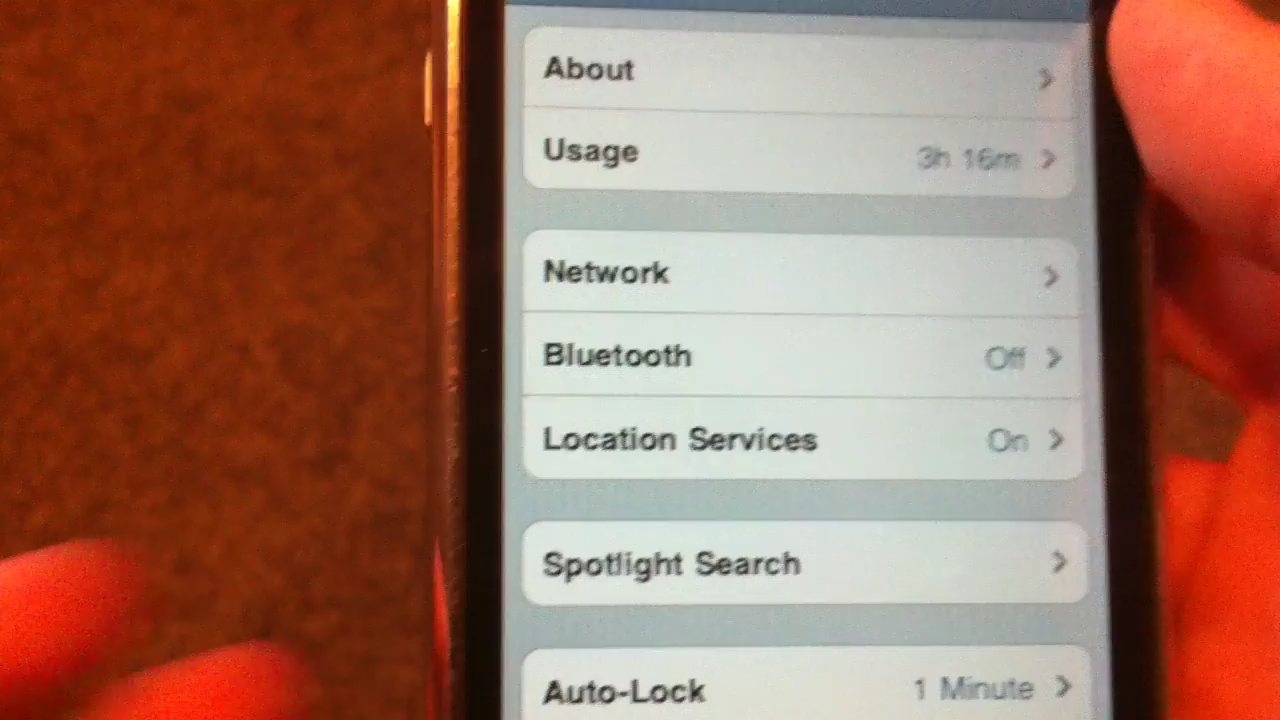 About
Usage 3h 16m
Network
Bluetooth Off
Location Services On
Spotlight Search
Auto-Lock 1 Minute